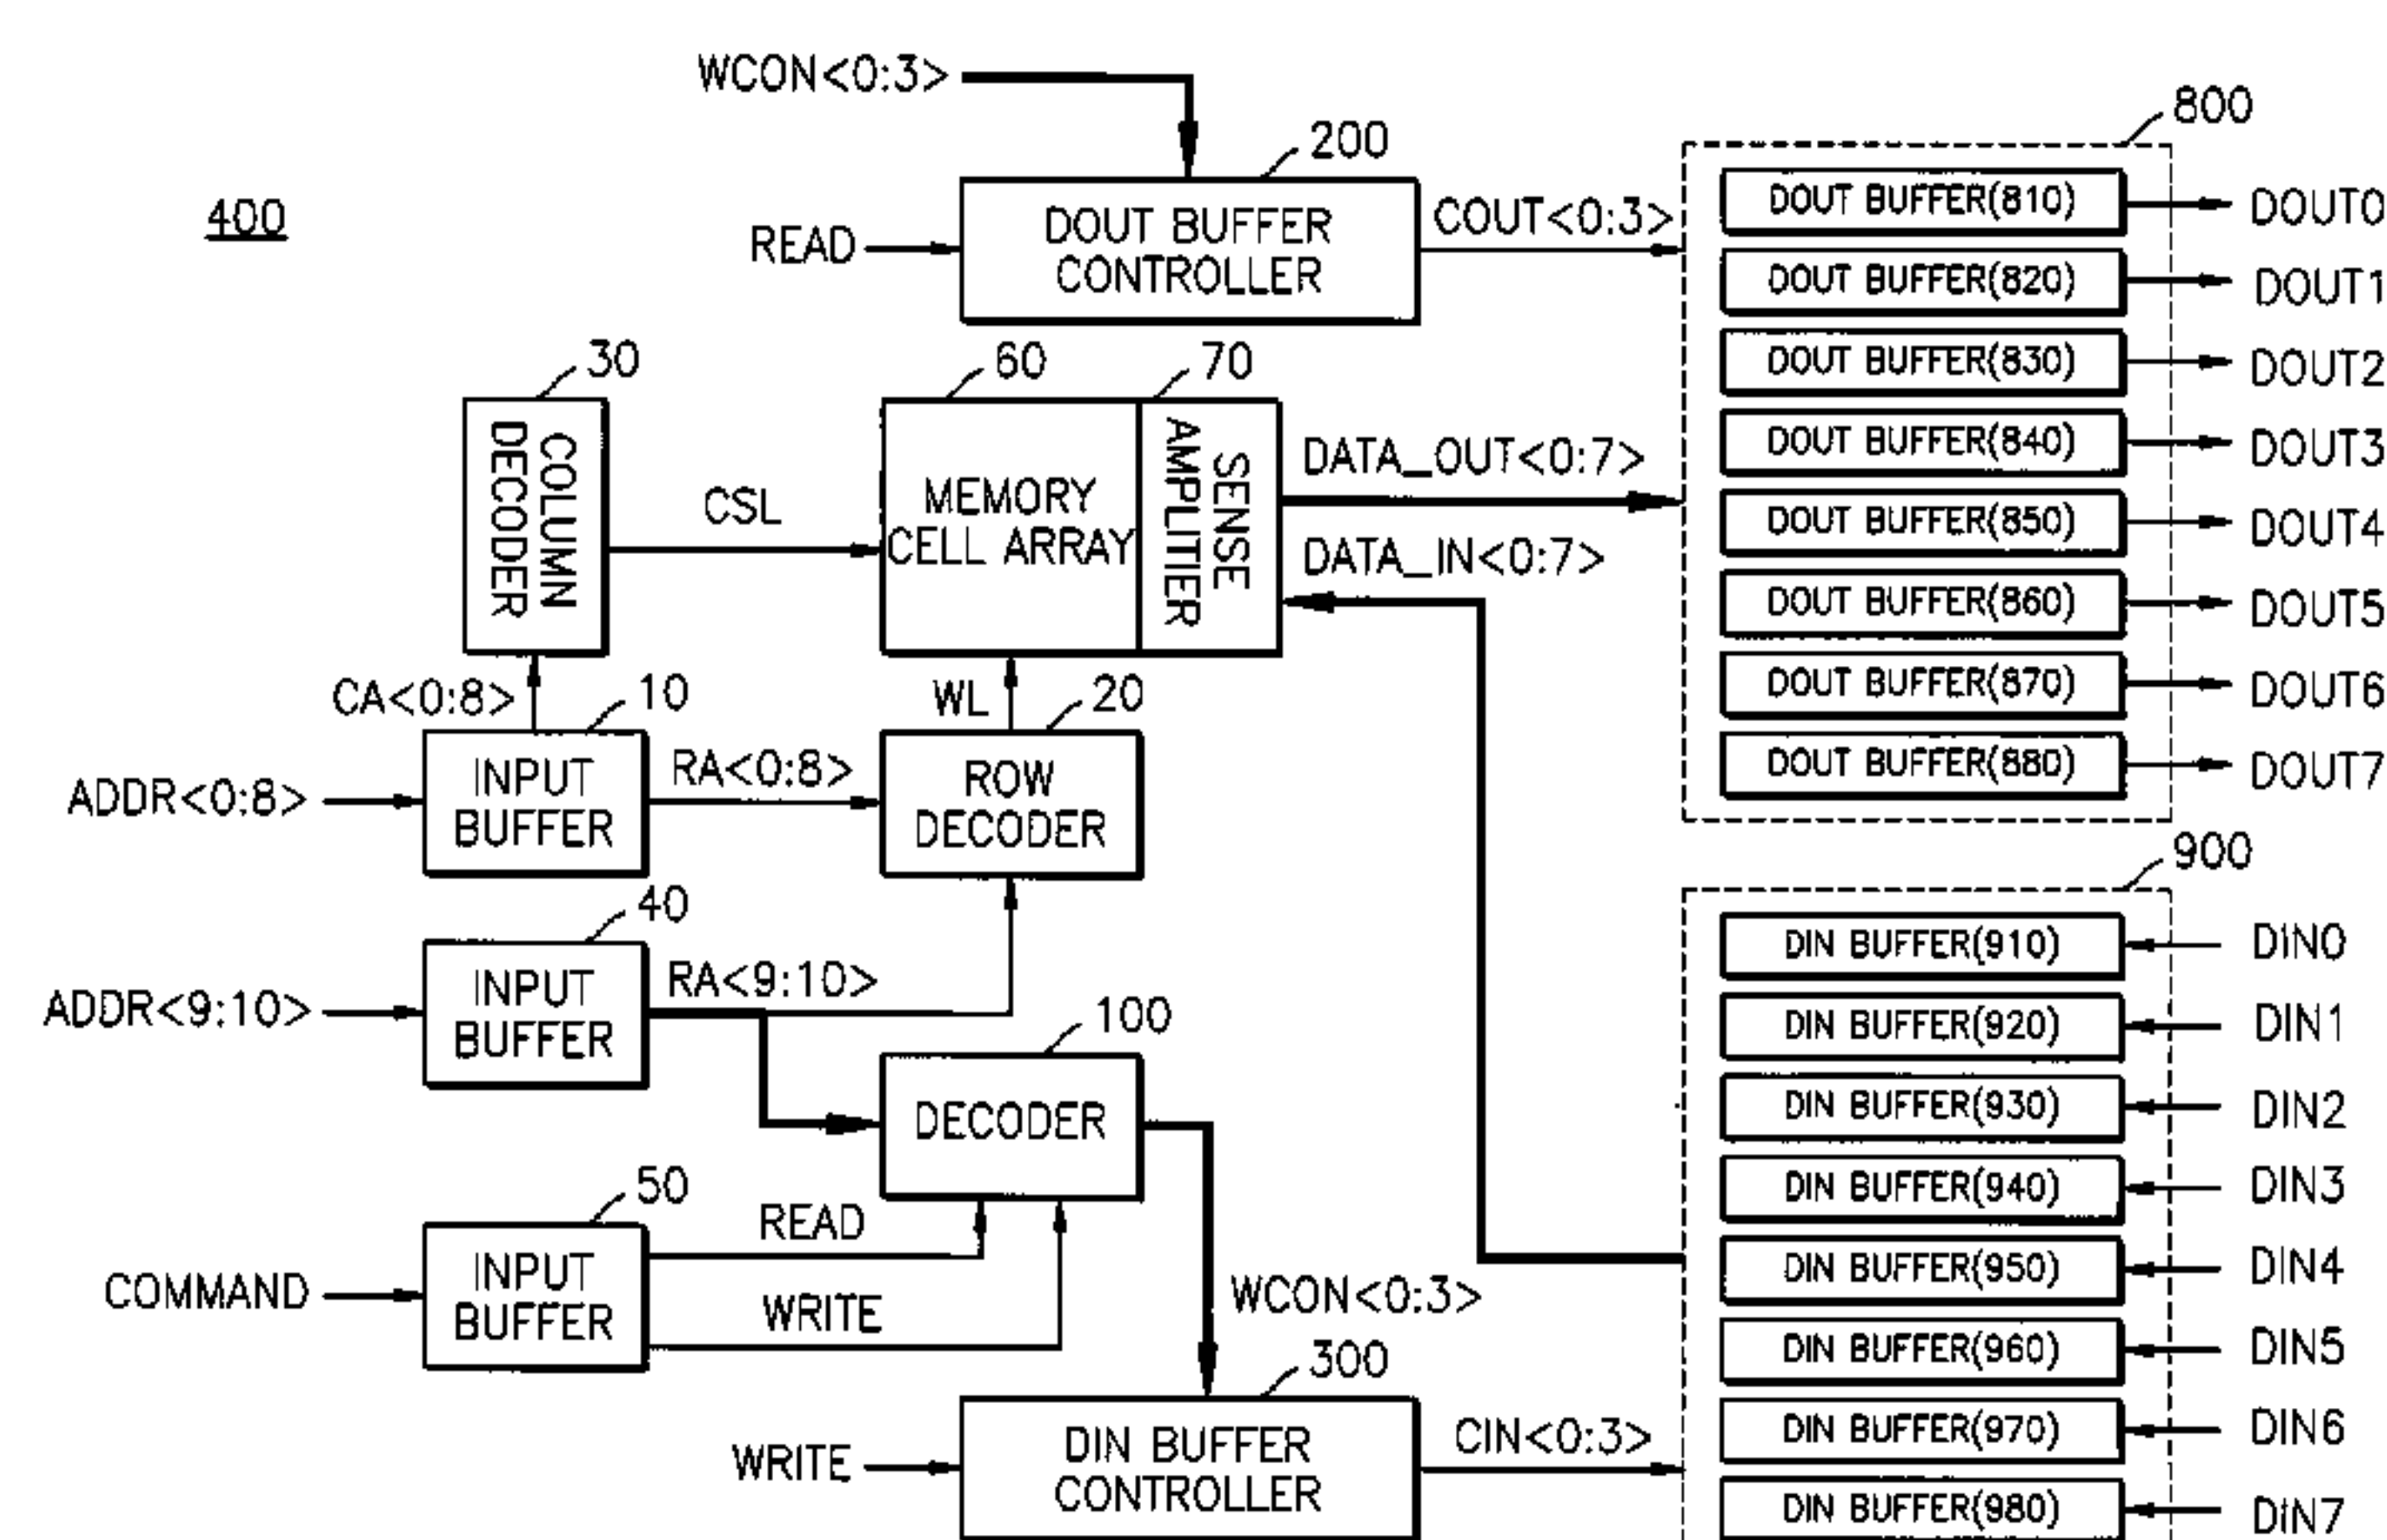 WCON<0:3>
800
200
400
READ
DOUT BUFFER
CONTROLLER
COUT<0:3>
DOUT BUFFER(810)
DOUT0
DOUT BUFFER(820)
DOUT1
DOUT BUFFER(830)
DOUT2
DOUT BUFFER(840)
DOUT3
DOUT BUFFER(850)
DOUT4
DOUT BUFFER(860)
DOUT5
DOUT BUFFER(870)
DOUT6
DOUT BUFFER(880)
DOUT7
30
COLUMN
DECODER
CSL
60
70
MEMORY
CELL ARRAY
SENSE
AMPLITIER
DATA_OUT<0:7>
DATA_IN<0:7>
CA<0:8>
10
WL
20
ADDR<0:8>
INPUT
BUFFER
RA<0:8>
ROW
DECODER
40
ADDR<9:10>
INPUT
BUFFER
RA<9:10>
100
DECODER
50
COMMAND
INPUT
BUFFER
READ
WRITE
WCON<0:3>
300
WRITE
DIN BUFFER
CONTROLLER
CIN<0:3>
900
DIN BUFFER(910)
DIN0
DIN BUFFER(920)
DIN1
DIN BUFFER(930)
DIN2
DIN BUFFER(940)
DIN3
DIN BUFFER(950)
DIN4
DIN BUFFER(960)
DIN5
DIN BUFFER(970)
DIN6
DIN BUFFER(980)
DIN7